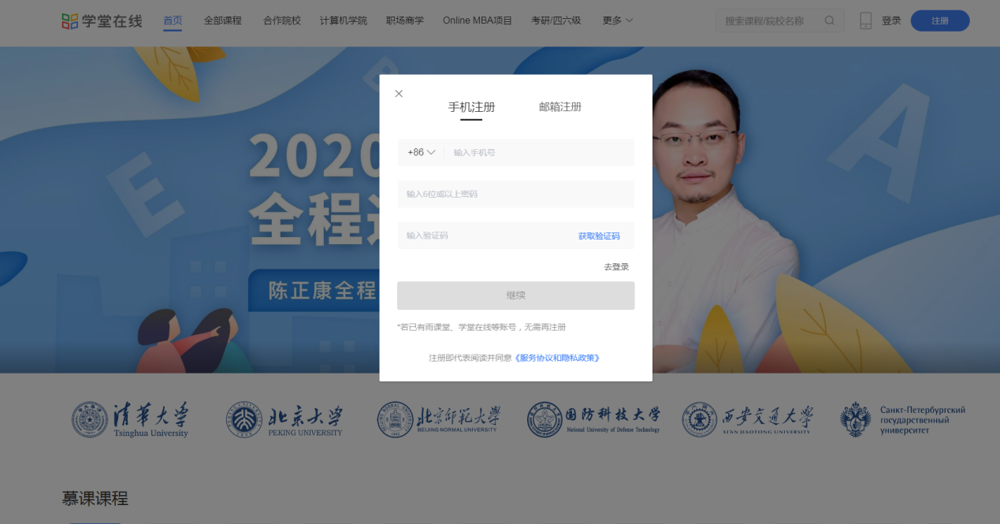 学堂在线
首页 全部课程 合作院校 计算机学院 职场商学 Online MBA项目 考研/四六级 更多
搜索课程/院校名称
登录
注册
手机注册 邮箱注册
+86 输入手机号
输入6位或以上密码
输入验证码 获取验证码
去登录
继续
*若已有雨课堂、学堂在线等账号，无需再注册
注册即代表阅读并同意《服务协议和隐私政策》
2020
全程
陈正康全程
E
A
清华大学
Tsinghua University
北京大学
PEKING UNIVERSITY
北京师范大学
BEIJING NORMAL UNIVERSITY
国防科技大学
National University of Defense Technology
西安交通大学
XI'AN JIAOTONG UNIVERSITY
Санкт-Петербургский
государственный
университет
慕课课程